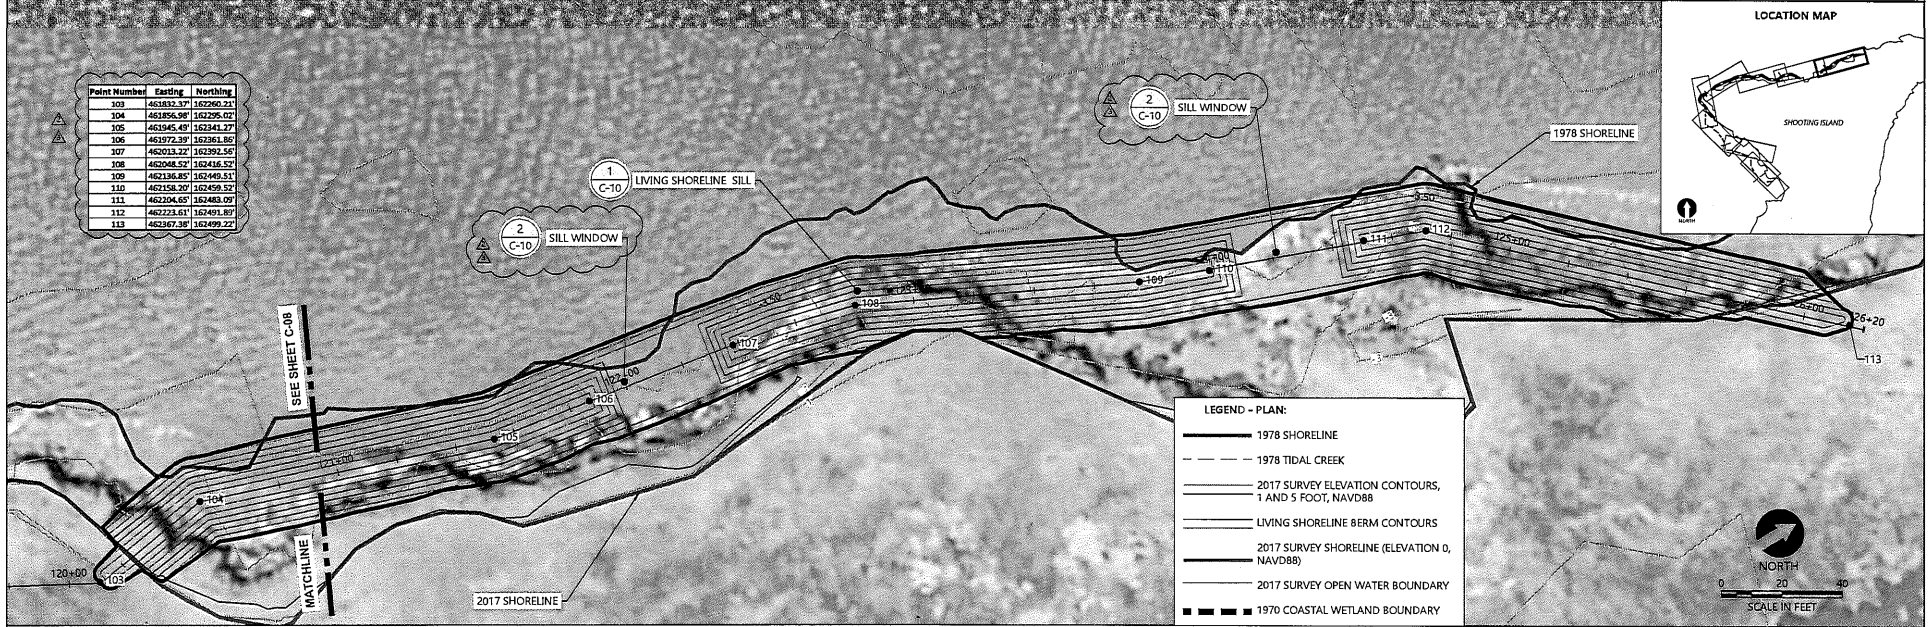 LOCATION MAP
SHOOTING ISLAND
NORTH
Point Number Easting Northing
103 461832.37' 162260.21'
104 461856.98' 162295.02'
105 461945.49' 162341.27'
106 461972.39' 162361.86'
107 462013.22' 162392.56'
108 462048.52' 162416.52'
109 462136.85' 162449.51'
110 462158.20' 162459.52'
111 462204.65' 162483.09'
112 462223.61' 162491.89'
113 462367.38' 162499.22'
2
C-10
SILL WINDOW
1978 SHORELINE
1
C-10
LIVING SHORELINE SILL
2
C-10
SILL WINDOW
SEE SHEET C-08
MATCHLINE
120+00
103
104
105
106
122+00
107
108
109
110
111
112
125+00
26+20
113
-3
2017 SHORELINE
LEGEND - PLAN:
1978 SHORELINE
1978 TIDAL CREEK
2017 SURVEY ELEVATION CONTOURS,
1 AND 5 FOOT, NAVD88
LIVING SHORELINE BERM CONTOURS
2017 SURVEY SHORELINE (ELEVATION 0,
NAVD88)
2017 SURVEY OPEN WATER BOUNDARY
1970 COASTAL WETLAND BOUNDARY
NORTH
0 20 40
SCALE IN FEET